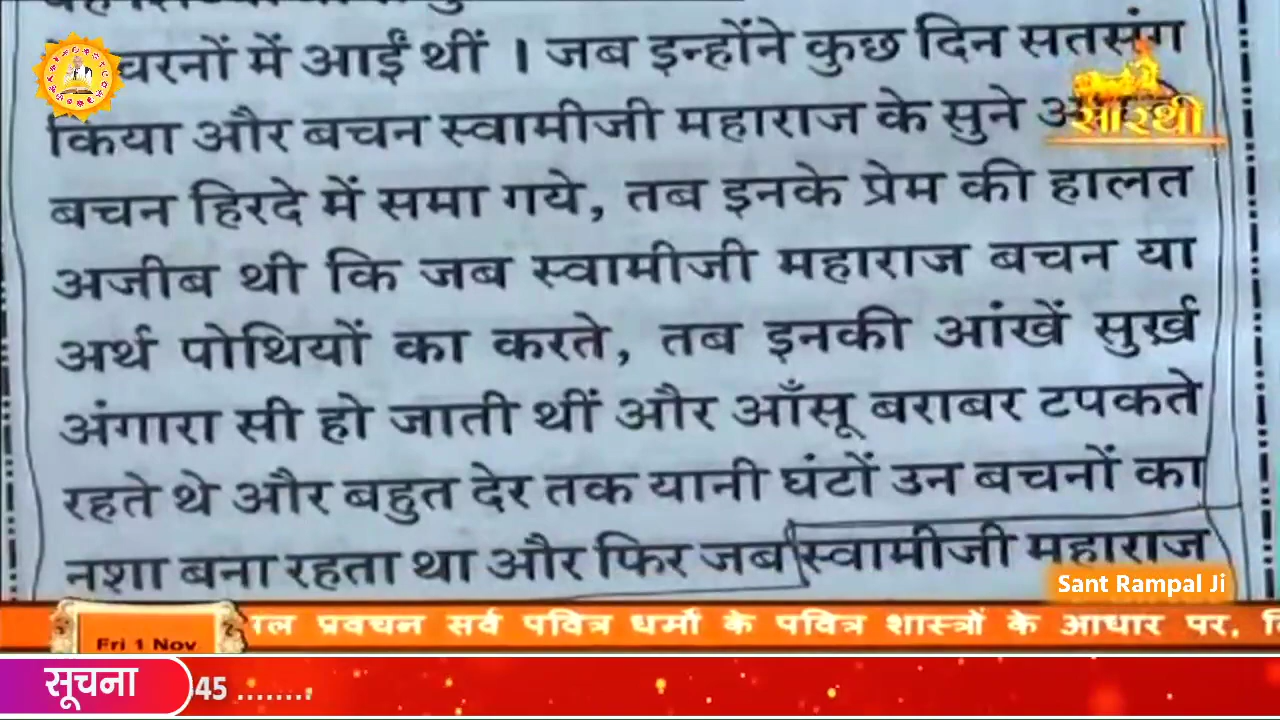 चरनों में आईं थीं । जब इन्होंने कुछ दिन सतसंग
किया और बचन स्वामीजी महाराज के सुने
बचन हिरदे में समा गये, तब इनके प्रेम की हालत
अजीब थी कि जब स्वामीजी महाराज बचन या
अर्थ पोथियों का करते, तब इनकी आंखें सुर्ख़
अंगारा सी हो जाती थीं और आँसू बराबर टपकते
रहते थे और बहुत देर तक यानी घंटों उन बचनों का
नशा बना रहता था और फिर जब स्वामीजी महाराज
सारथी
Sant Rampal Ji
प्रवचन सर्व पवित्र धर्मों के पवित्र शास्त्रों के आधार पर,
Fri 1 Nov
सूचना
45 ........